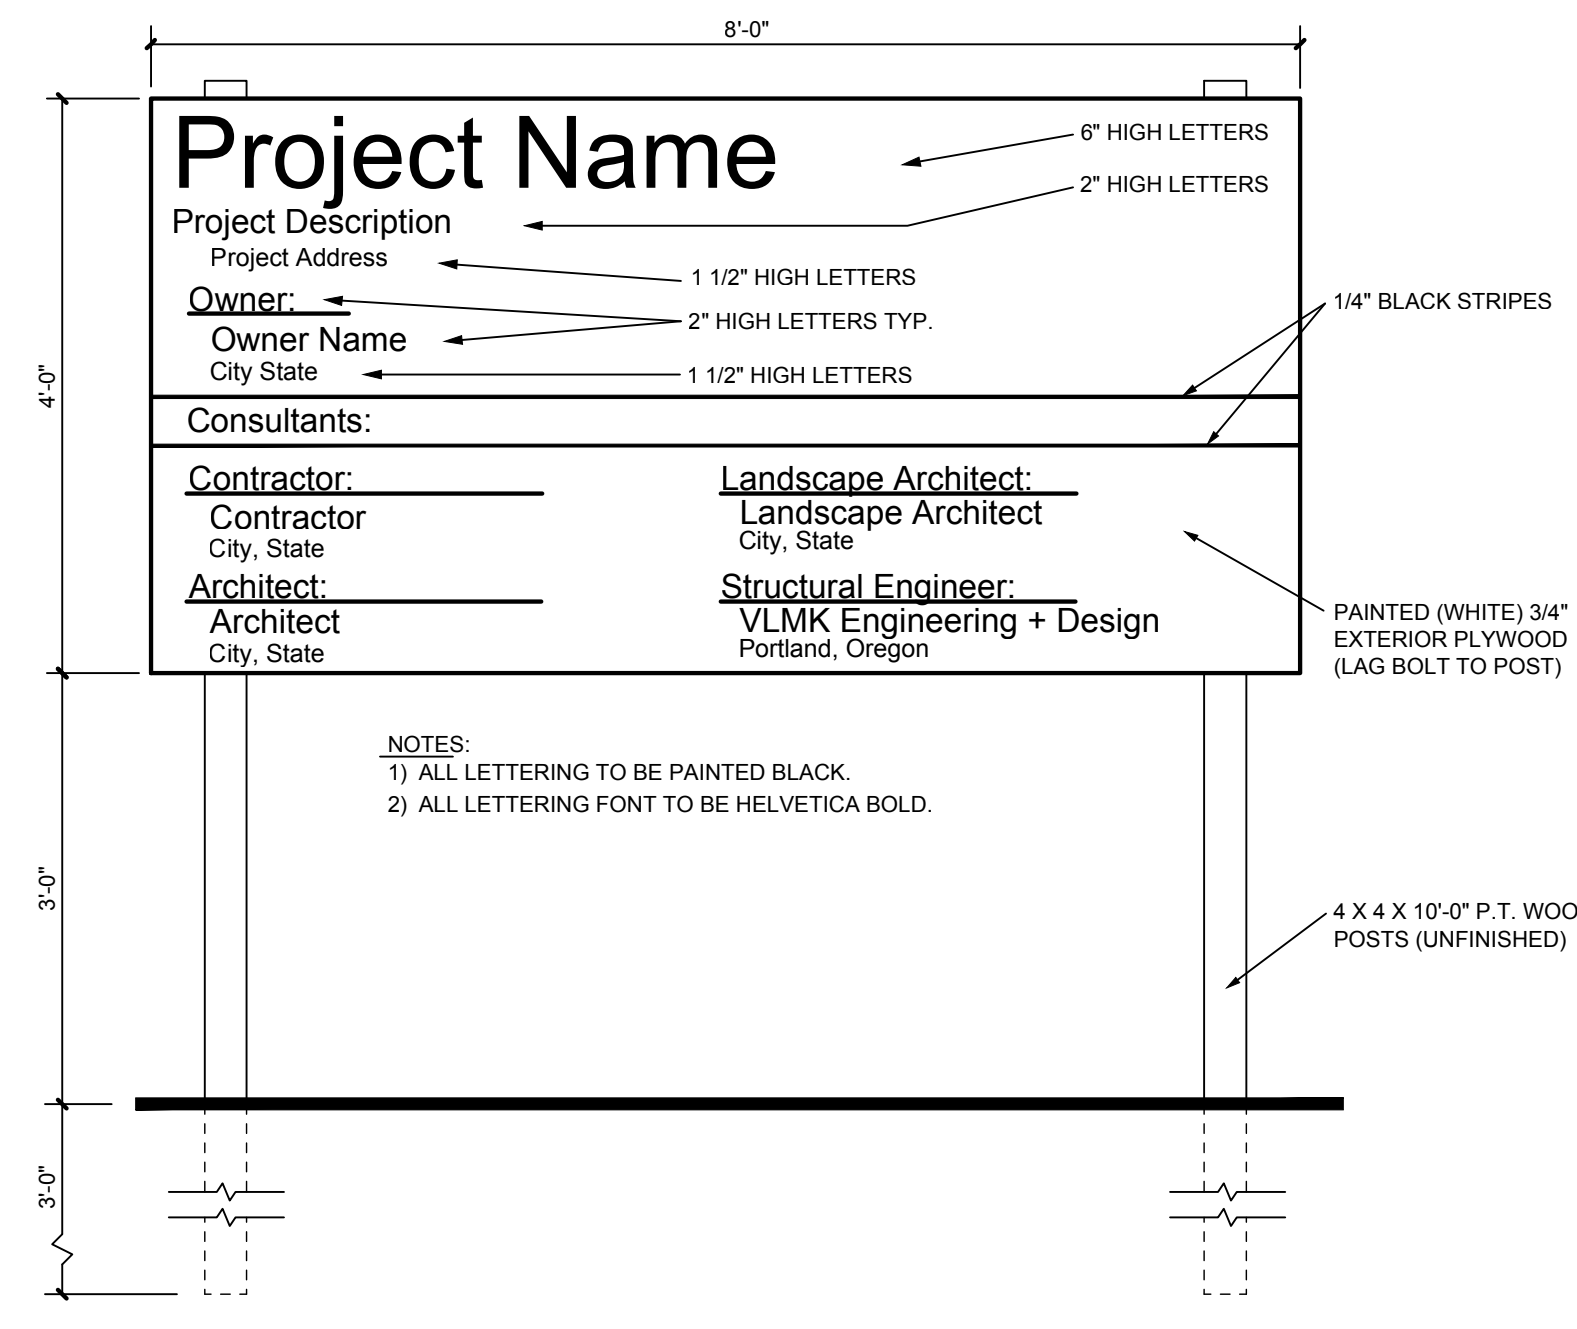 8'-0"
Project Name
6" HIGH LETTERS
2" HIGH LETTERS
Project Description
Project Address
1 1/2" HIGH LETTERS
Owner:
2" HIGH LETTERS TYP.
1/4" BLACK STRIPES
Owner Name
City State
1 1/2" HIGH LETTERS
4'-0"
Consultants:
Contractor:
Contractor
City, State
Architect:
Architect
City, State
Landscape Architect:
Landscape Architect
City, State
Structural Engineer:
VLMK Engineering + Design
Portland, Oregon
PAINTED (WHITE) 3/4"
EXTERIOR PLYWOOD
(LAG BOLT TO POST)
NOTES:
1) ALL LETTERING TO BE PAINTED BLACK.
2) ALL LETTERING FONT TO BE HELVETICA BOLD.
3'-0"
4 X 4 X 10'-0" P.T. WOO
POSTS (UNFINISHED)
3'-0"